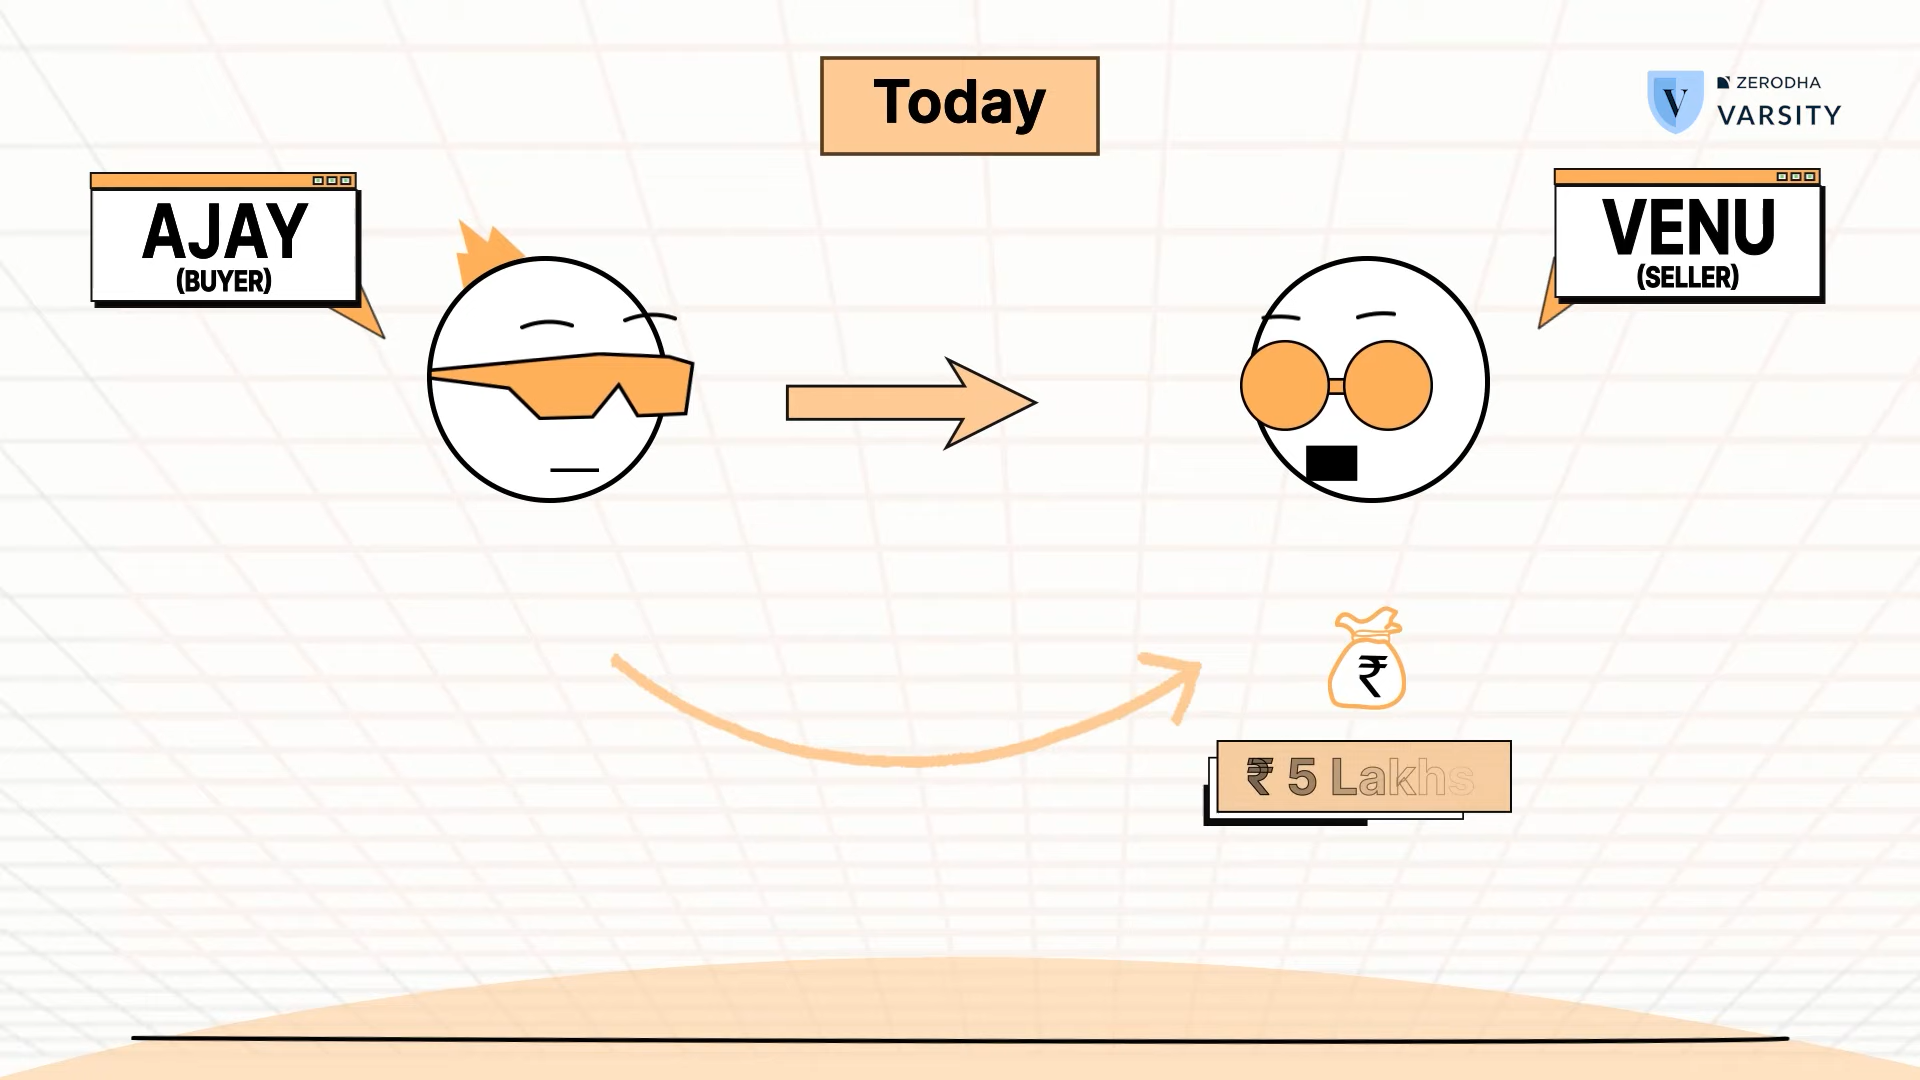 Today
V ZERODHA
VARSITY
AJAY
(BUYER)
VENU
(SELLER)
₹
₹ 5 Lakhs